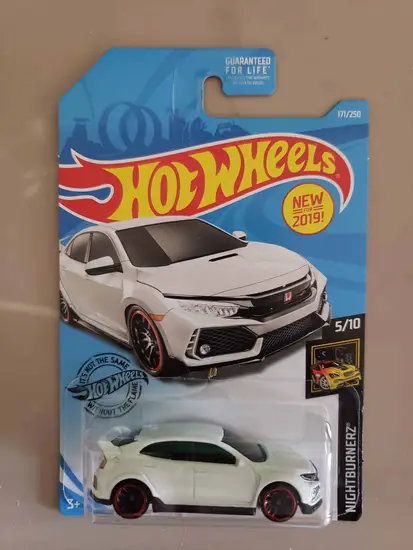 GUARANTEED
FOR LIFE
171/250
HOT WHEELS
NEW
FOR
2019!
5/10
IT'S NOT THE SAME
HOT WHEELS
WITHOUT THE FLAME
NIGHTBURNERZ
3+